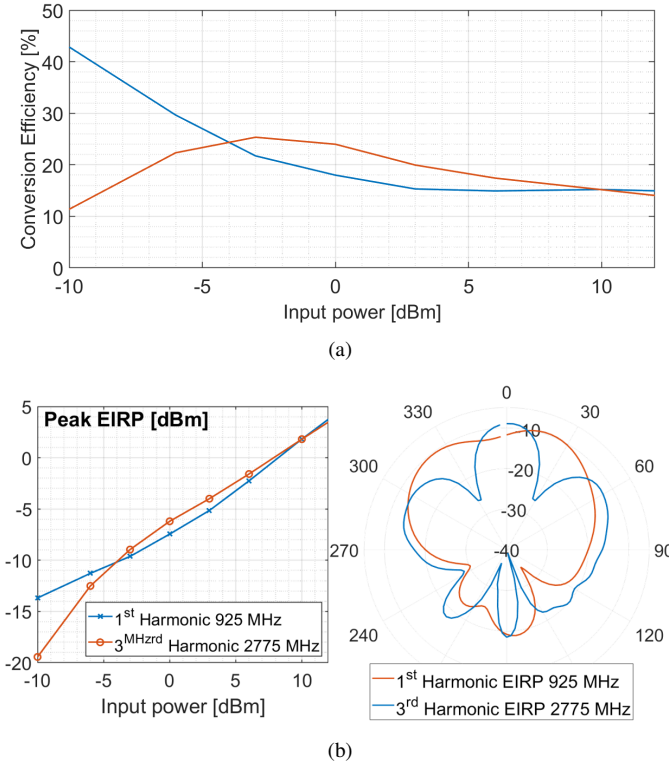 50
40
30
20
10
0
Conversion Efficiency [%]
-10 -5 0 5 10
Input power [dBm]
(a)
Peak EIRP [dBm]
5
0
-5
-10
-15
-20
-10 -5 0 5 10
Input power [dBm]
1st Harmonic 925 MHz
3MHzrd Harmonic 2775 MHz
0
330 30
300 60
270 90
240 120
-10
-20
-30
-40
1st Harmonic EIRP 925 MHz
3rd Harmonic EIRP 2775 MHz
(b)